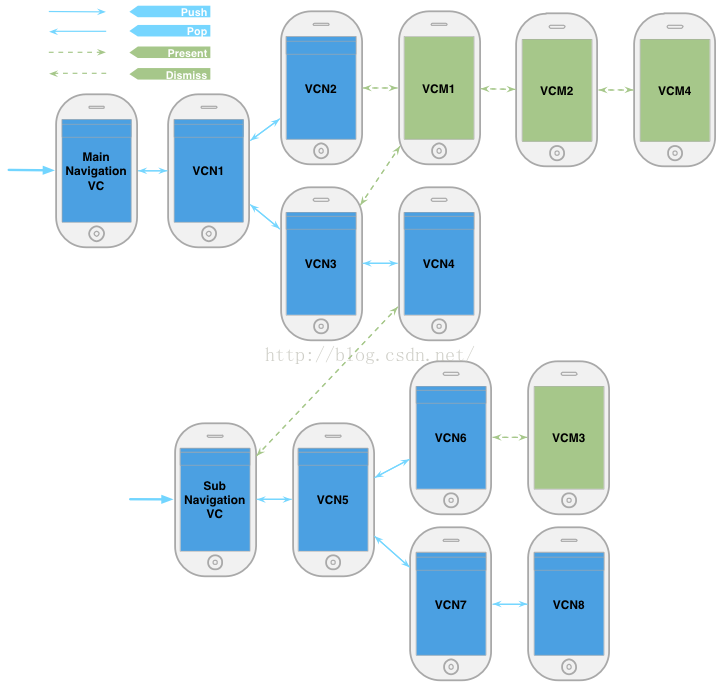 Push
Pop
Present
Dismiss
Main
Navigation
VC
VCN1
VCN2
VCM1
VCM2
VCM4
VCN3
VCN4
http://blog.csdn.net/
Sub
Navigation
VC
VCN5
VCN6
VCM3
VCN7
VCN8